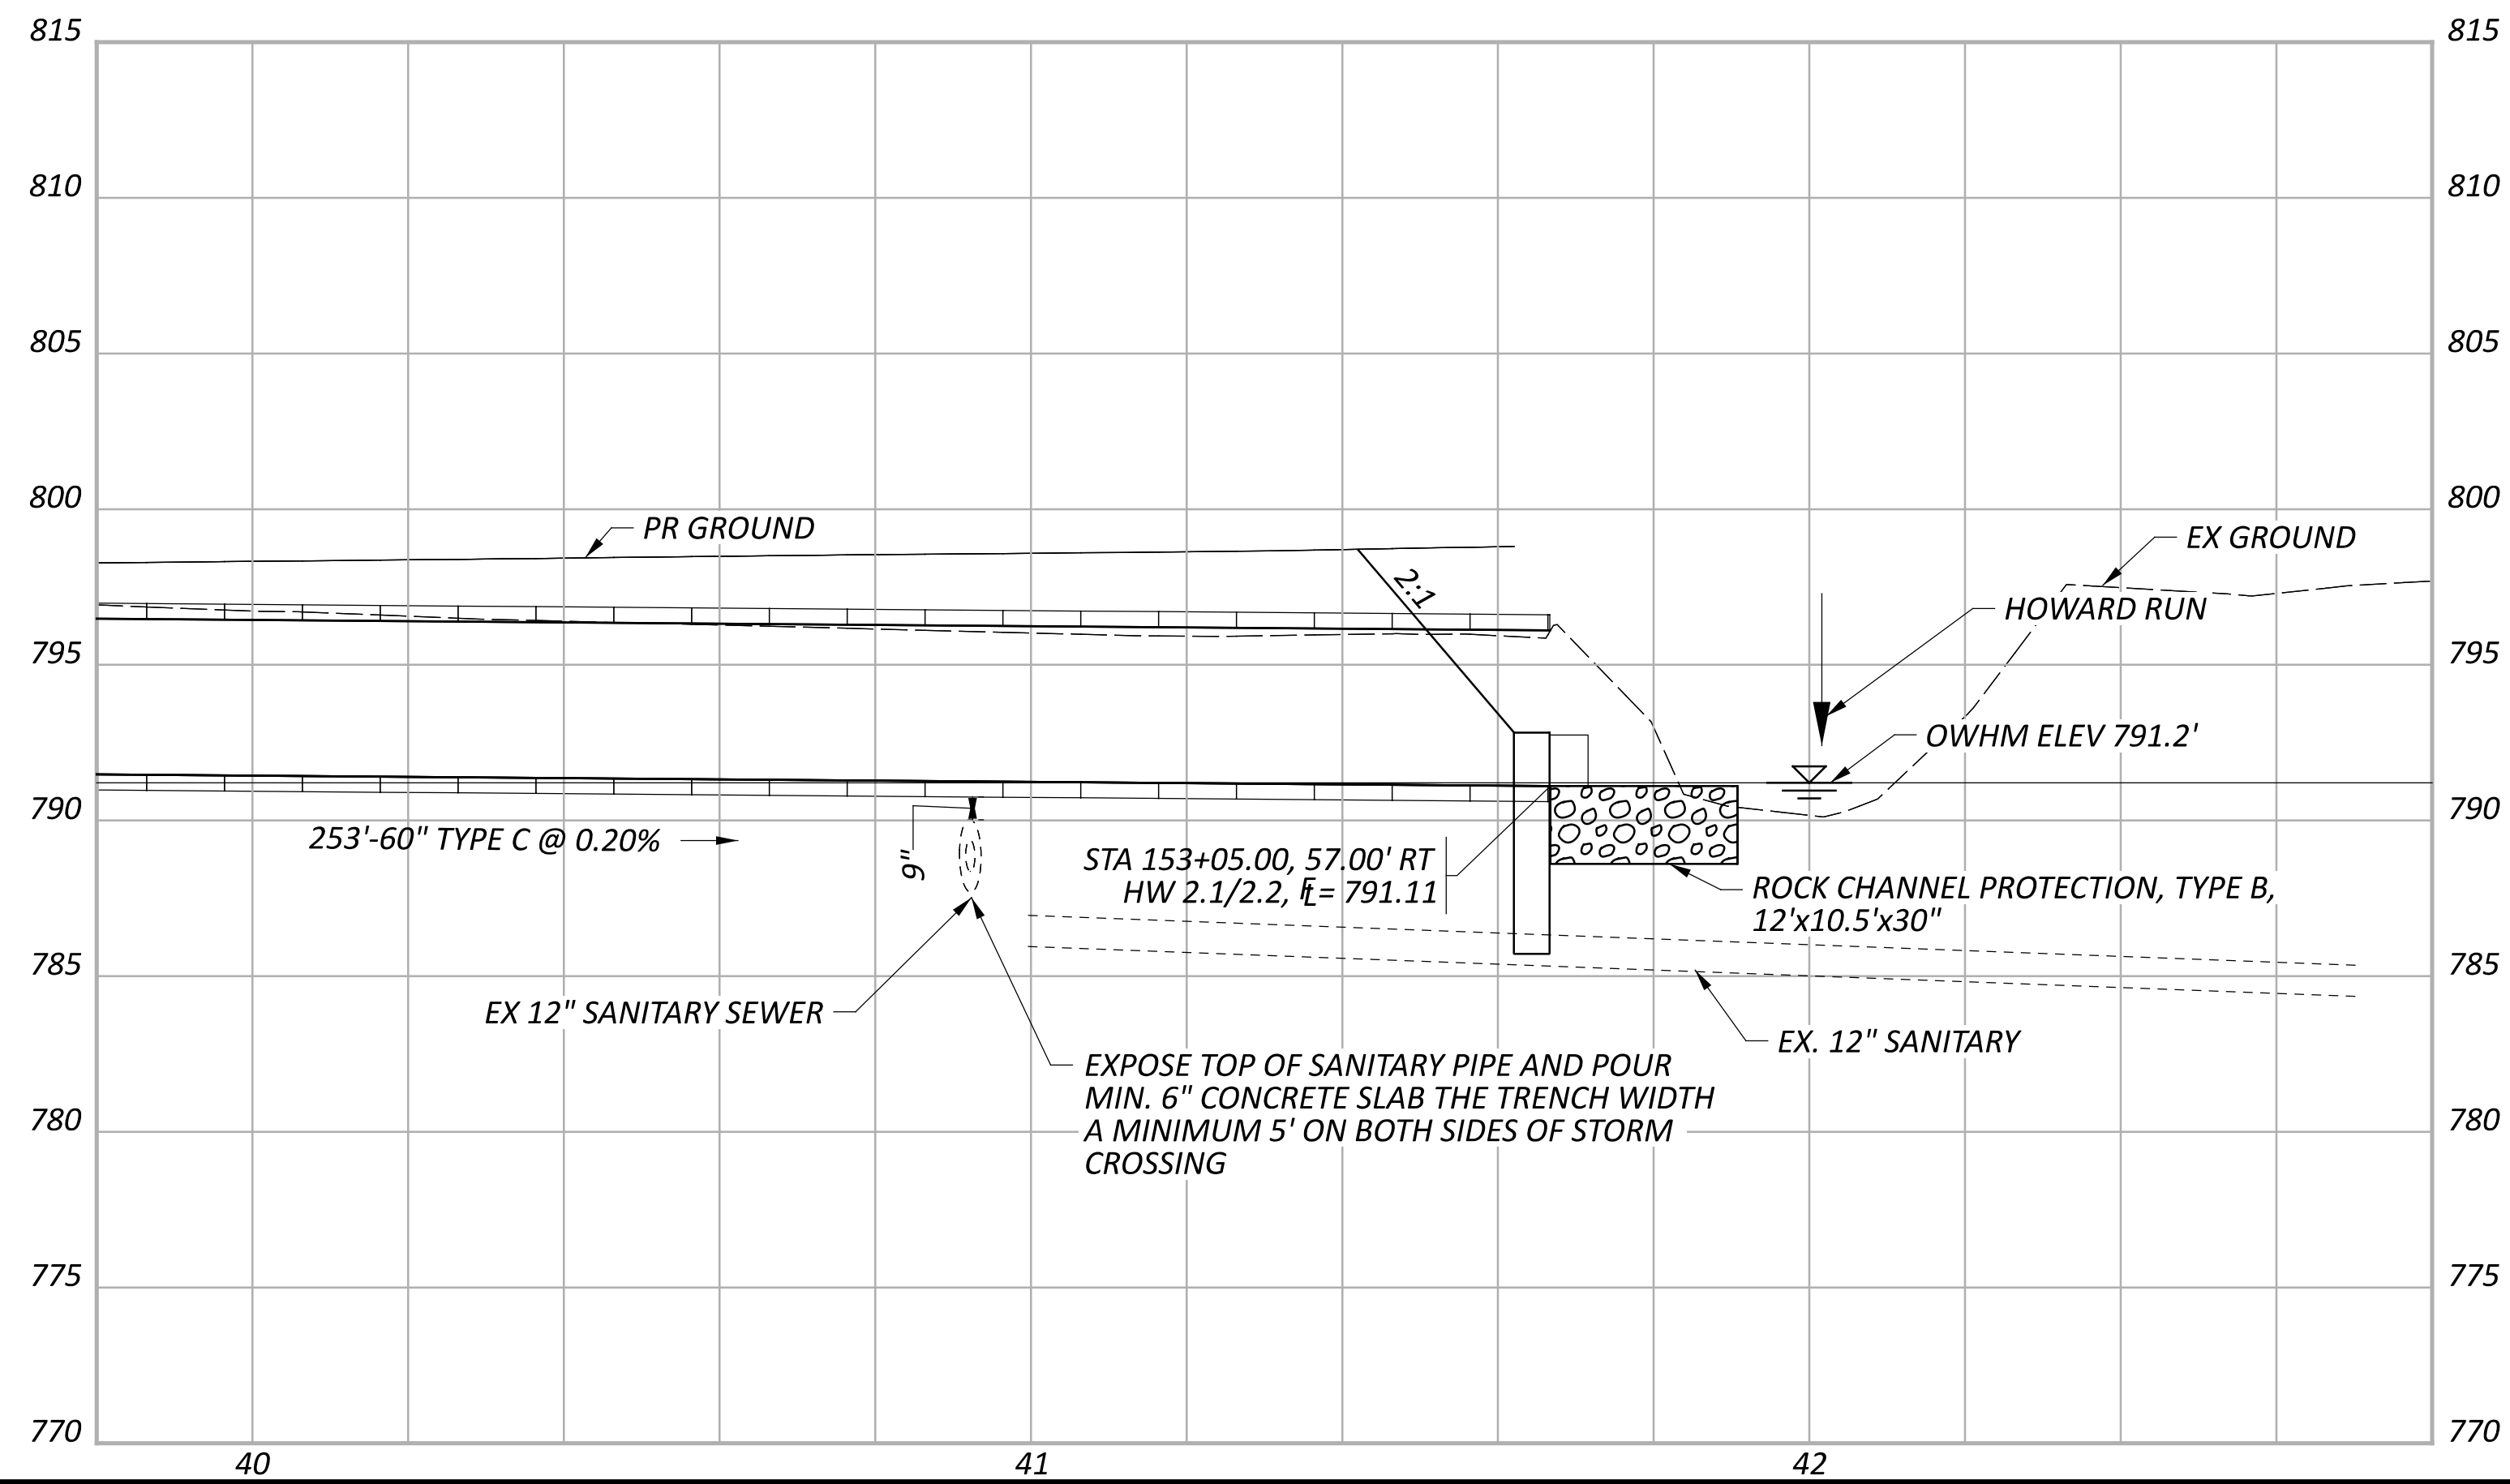 815
815
810
810
805
805
800
800
PR GROUND
EX GROUND
2:1
HOWARD RUN
795
795
OWHM ELEV 791.2'
790
790
253'-60" TYPE C @ 0.20%
9"
STA 153+05.00, 57.00' RT
HW 2.1/2.2, FL= 791.11
ROCK CHANNEL PROTECTION, TYPE B,
12'x10.5'x30"
785
785
EX 12" SANITARY SEWER
EX. 12" SANITARY
EXPOSE TOP OF SANITARY PIPE AND POUR
MIN. 6" CONCRETE SLAB THE TRENCH WIDTH
A MINIMUM 5' ON BOTH SIDES OF STORM
CROSSING
780
780
775
775
770
770
40
41
42